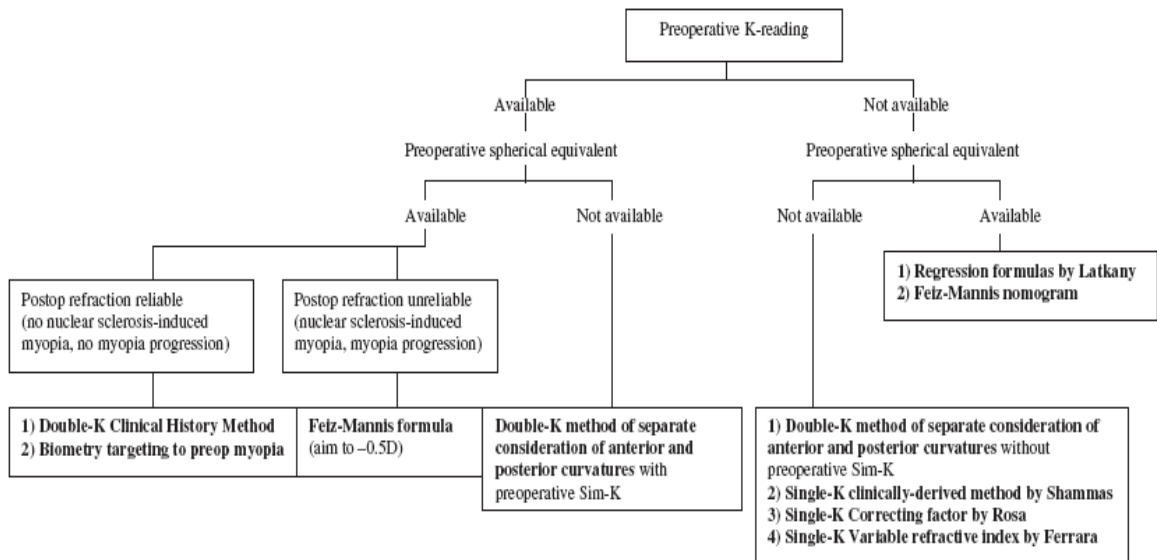 Preoperative K-reading
Available
Not available
Preoperative spherical equivalent
Preoperative spherical equivalent
Available
Not available
Not available
Available
1) Regression formulas by Latkany
2) Feiz-Mannis nomogram
Postop refraction reliable
(no nuclear sclerosis-induced
myopia, no myopia progression)
Postop refraction unreliable
(nuclear sclerosis-induced
myopia, myopia progression)
1) Double-K Clinical History Method
2) Biometry targeting to preop myopia
Feiz-Mannis formula
(aim to –0.5D)
Double-K method of separate
consideration of anterior and
posterior curvatures with
preoperative Sim-K
1) Double-K method of separate consideration of
anterior and posterior curvatures without
preoperative Sim-K
2) Single-K clinically-derived method by Shammas
3) Single-K Correcting factor by Rosa
4) Single-K Variable refractive index by Ferrara